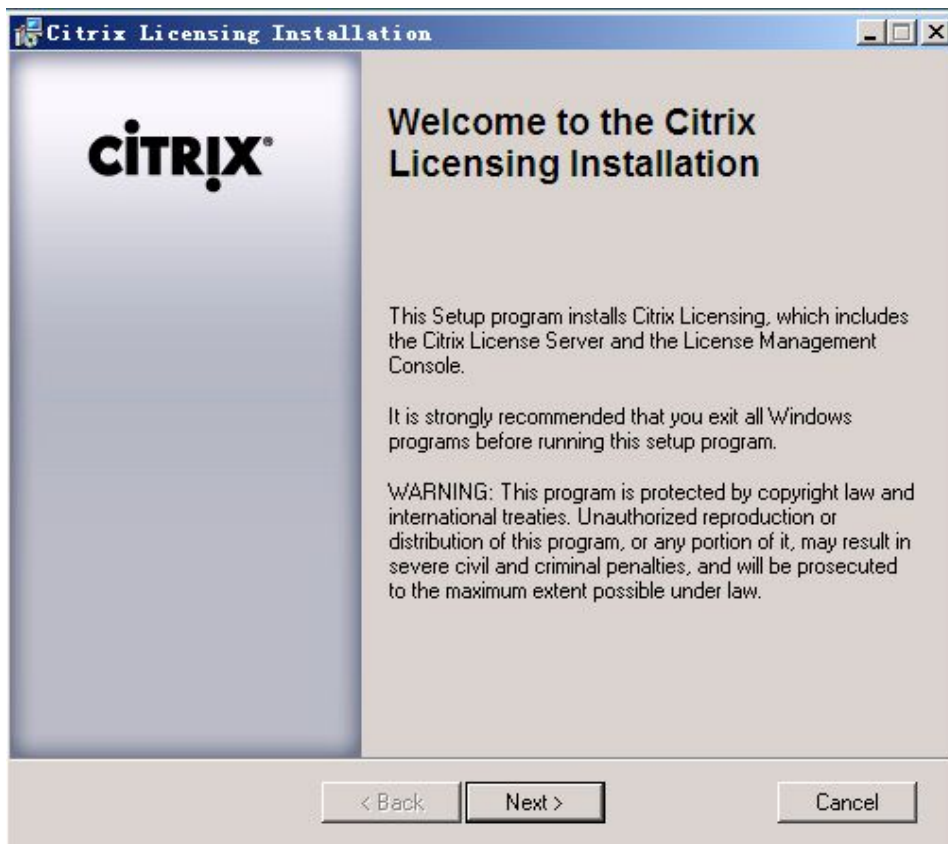 Citrix Licensing Installation
CİTRIX®
Welcome to the Citrix
Licensing Installation
This Setup program installs Citrix Licensing, which includes
the Citrix License Server and the License Management
Console.
It is strongly recommended that you exit all Windows
programs before running this setup program.
WARNING: This program is protected by copyright law and
international treaties. Unauthorized reproduction or
distribution of this program, or any portion of it, may result in
severe civil and criminal penalties, and will be prosecuted
to the maximum extent possible under law.
< Back
Next >
Cancel